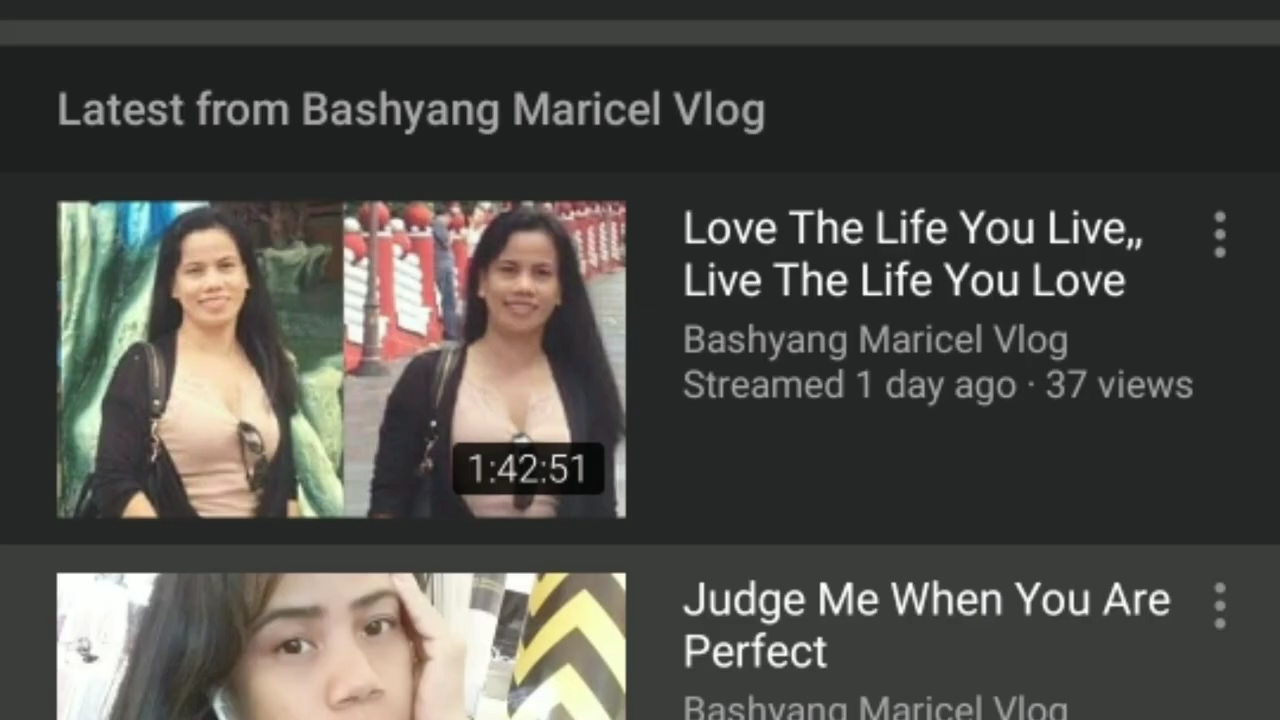 Latest from Bashyang Maricel Vlog
Love The Life You Live,,
Live The Life You Love
Bashyang Maricel Vlog
Streamed 1 day ago · 37 views
1:42:51
Judge Me When You Are
Perfect
Bashyang Maricel Vlog